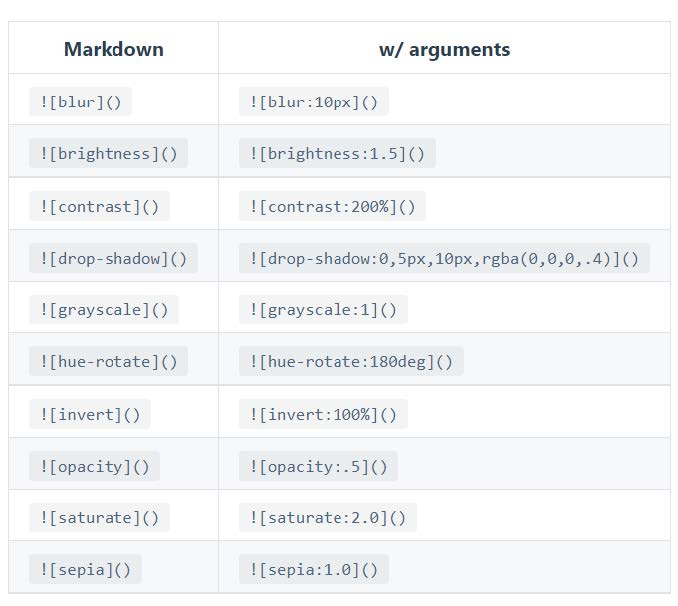 Markdown w/ arguments
![blur]() ![blur:10px]()
![brightness]() ![brightness:1.5]()
![contrast]() ![contrast:200%]()
![drop-shadow]() ![drop-shadow:0,5px,10px,rgba(0,0,0,.4)]()
![grayscale]() ![grayscale:1]()
![hue-rotate]() ![hue-rotate:180deg]()
![invert]() ![invert:100%]()
![opacity]() ![opacity:.5]()
![saturate]() ![saturate:2.0]()
![sepia]() ![sepia:1.0]()